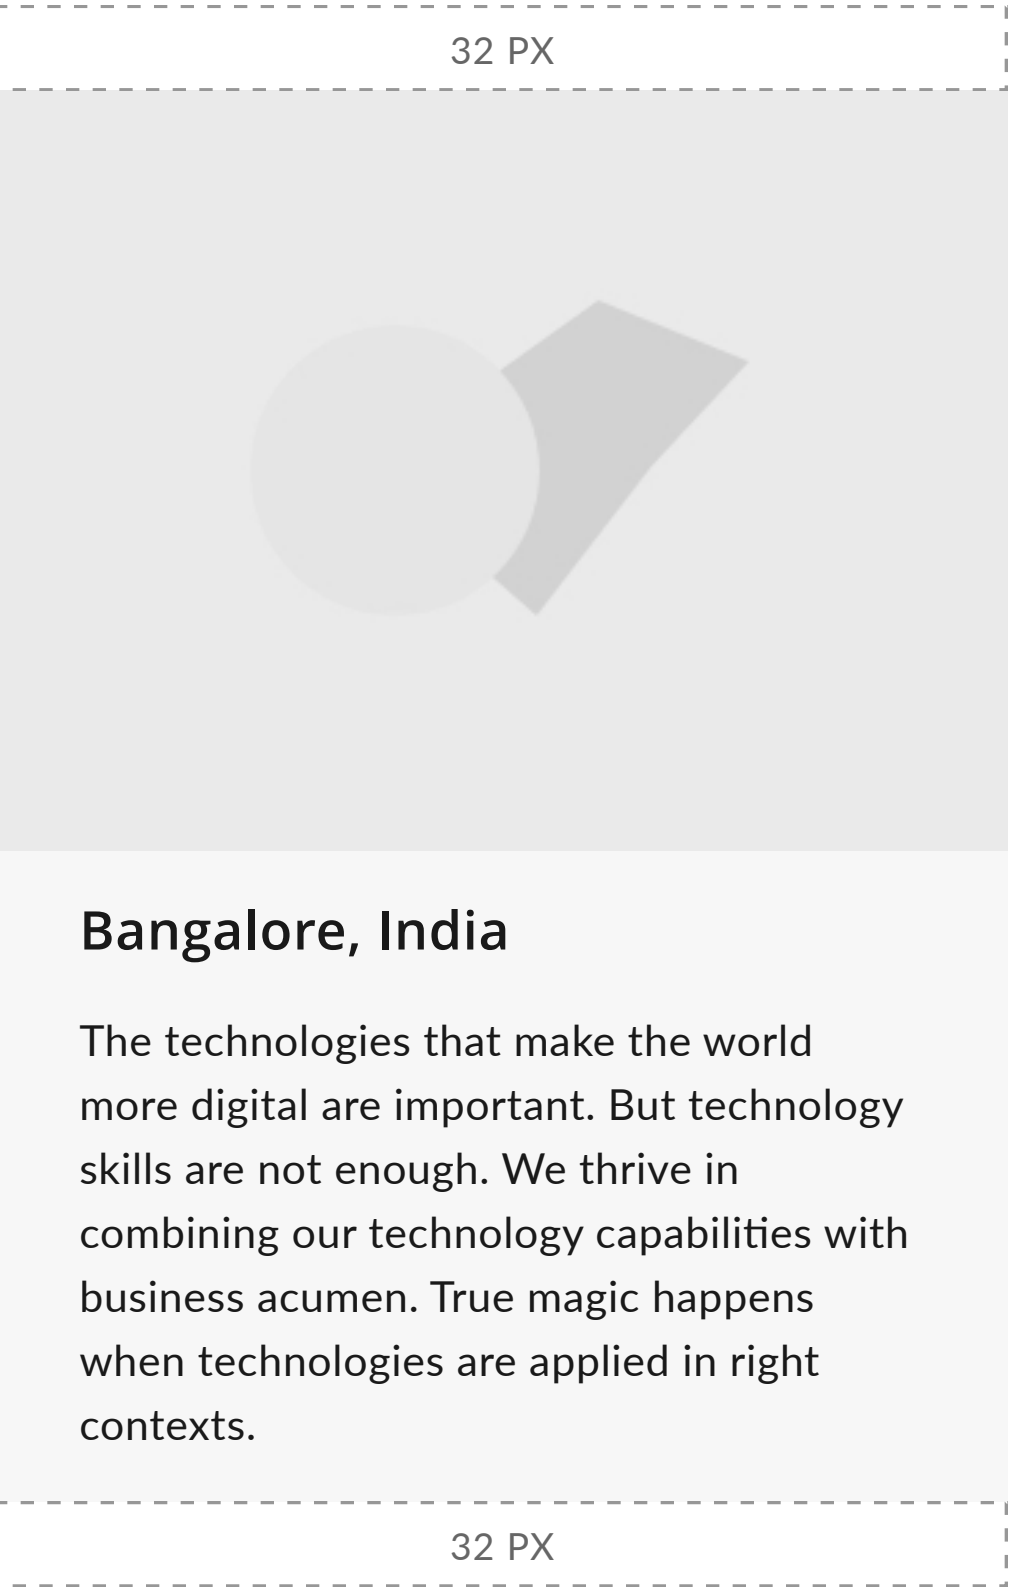 32 PX
Bangalore, India
The technologies that make the world
more digital are important. But technology
skills are not enough. We thrive in
combining our technology capabilities with
business acumen. True magic happens
when technologies are applied in right
contexts.
32 PX